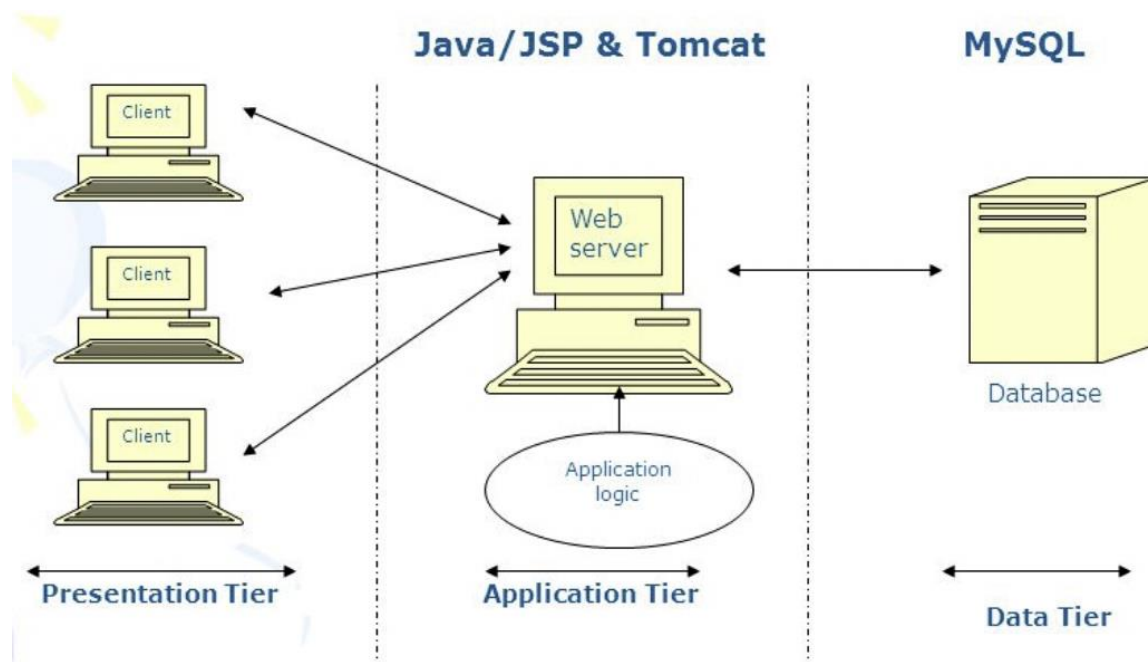 Java/JSP & Tomcat
MySQL
Client
Client
Client
Web
server
Database
Application
logic
Presentation Tier
Application Tier
Data Tier